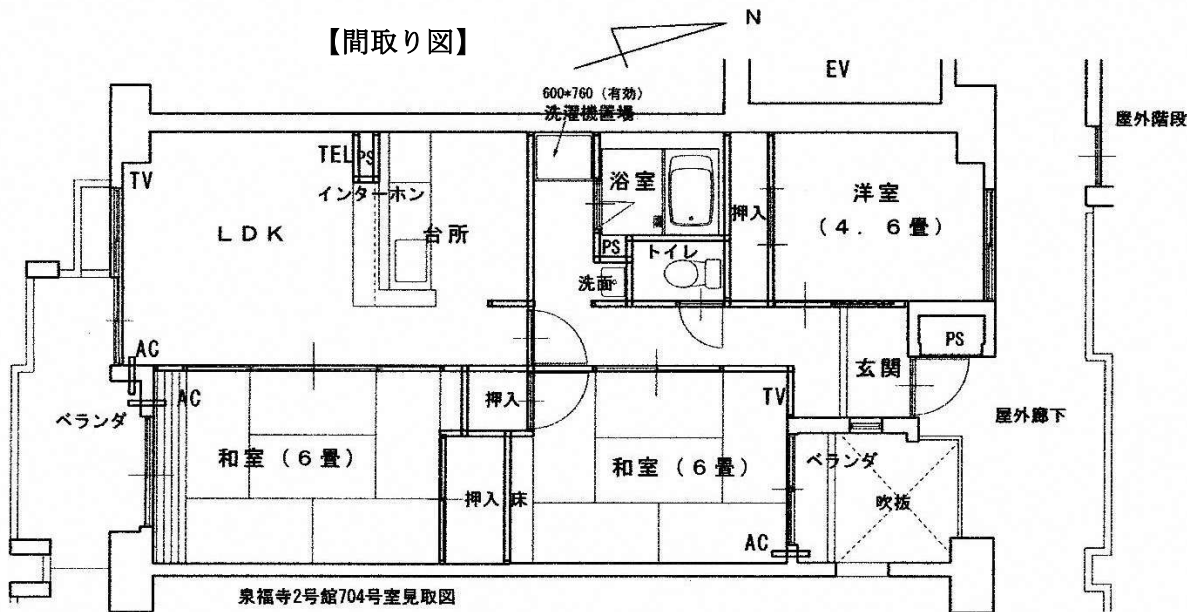 【間取り図】
N
EV
600*760 (有効)
洗濯機置場
屋外階段
TEL
PS
TV
インターホン
浴室
押入
洋室
(4.6畳)
LDK
台所
PS
トイレ
洗面
PS
AC
玄関
AC
押入
TV
屋外廊下
ベランダ
和室(6畳)
和室(6畳)
ベランダ
押入
床
吹抜
AC
泉福寺2号館704号室見取図